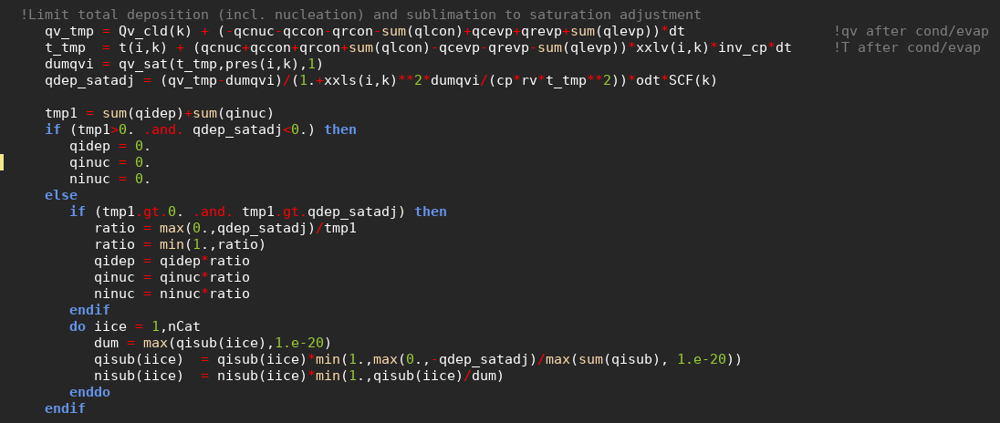 !Limit total deposition (incl. nucleation) and sublimation to saturation adjustment
qv_tmp = Qv_cld(k) + (-qcnuc-qccon-qrcon-sum(qlcon)+qcevp+qrevp+sum(qlevp))*dt !qv after cond/evap
t_tmp = t(i,k) + (qcnuc+qccon+qrcon+sum(qlcon)-qcevp-qrevp-sum(qlevp))*xxlv(i,k)*inv_cp*dt !T after cond/evap
dumqvi = qv_sat(t_tmp,pres(i,k),1)
qdep_satadj = (qv_tmp-dumqvi)/(1.+xxls(i,k)**2*dumqvi/(cp*rv*t_tmp**2))*odt*SCF(k)
tmp1 = sum(qidep)+sum(qinuc)
if (tmp1>0. .and. qdep_satadj<0.) then
qidep = 0.
qinuc = 0.
ninuc = 0.
else
if (tmp1.gt.0. .and. tmp1.gt.qdep_satadj) then
ratio = max(0.,qdep_satadj)/tmp1
ratio = min(1.,ratio)
qidep = qidep*ratio
qinuc = qinuc*ratio
ninuc = ninuc*ratio
endif
do iice = 1,nCat
dum = max(qisub(iice),1.e-20)
qisub(iice)  = qisub(iice)*min(1.,max(0.,-qdep_satadj)/max(sum(qisub), 1.e-20))
nisub(iice)  = nisub(iice)*min(1.,qisub(iice)/dum)
enddo
endif